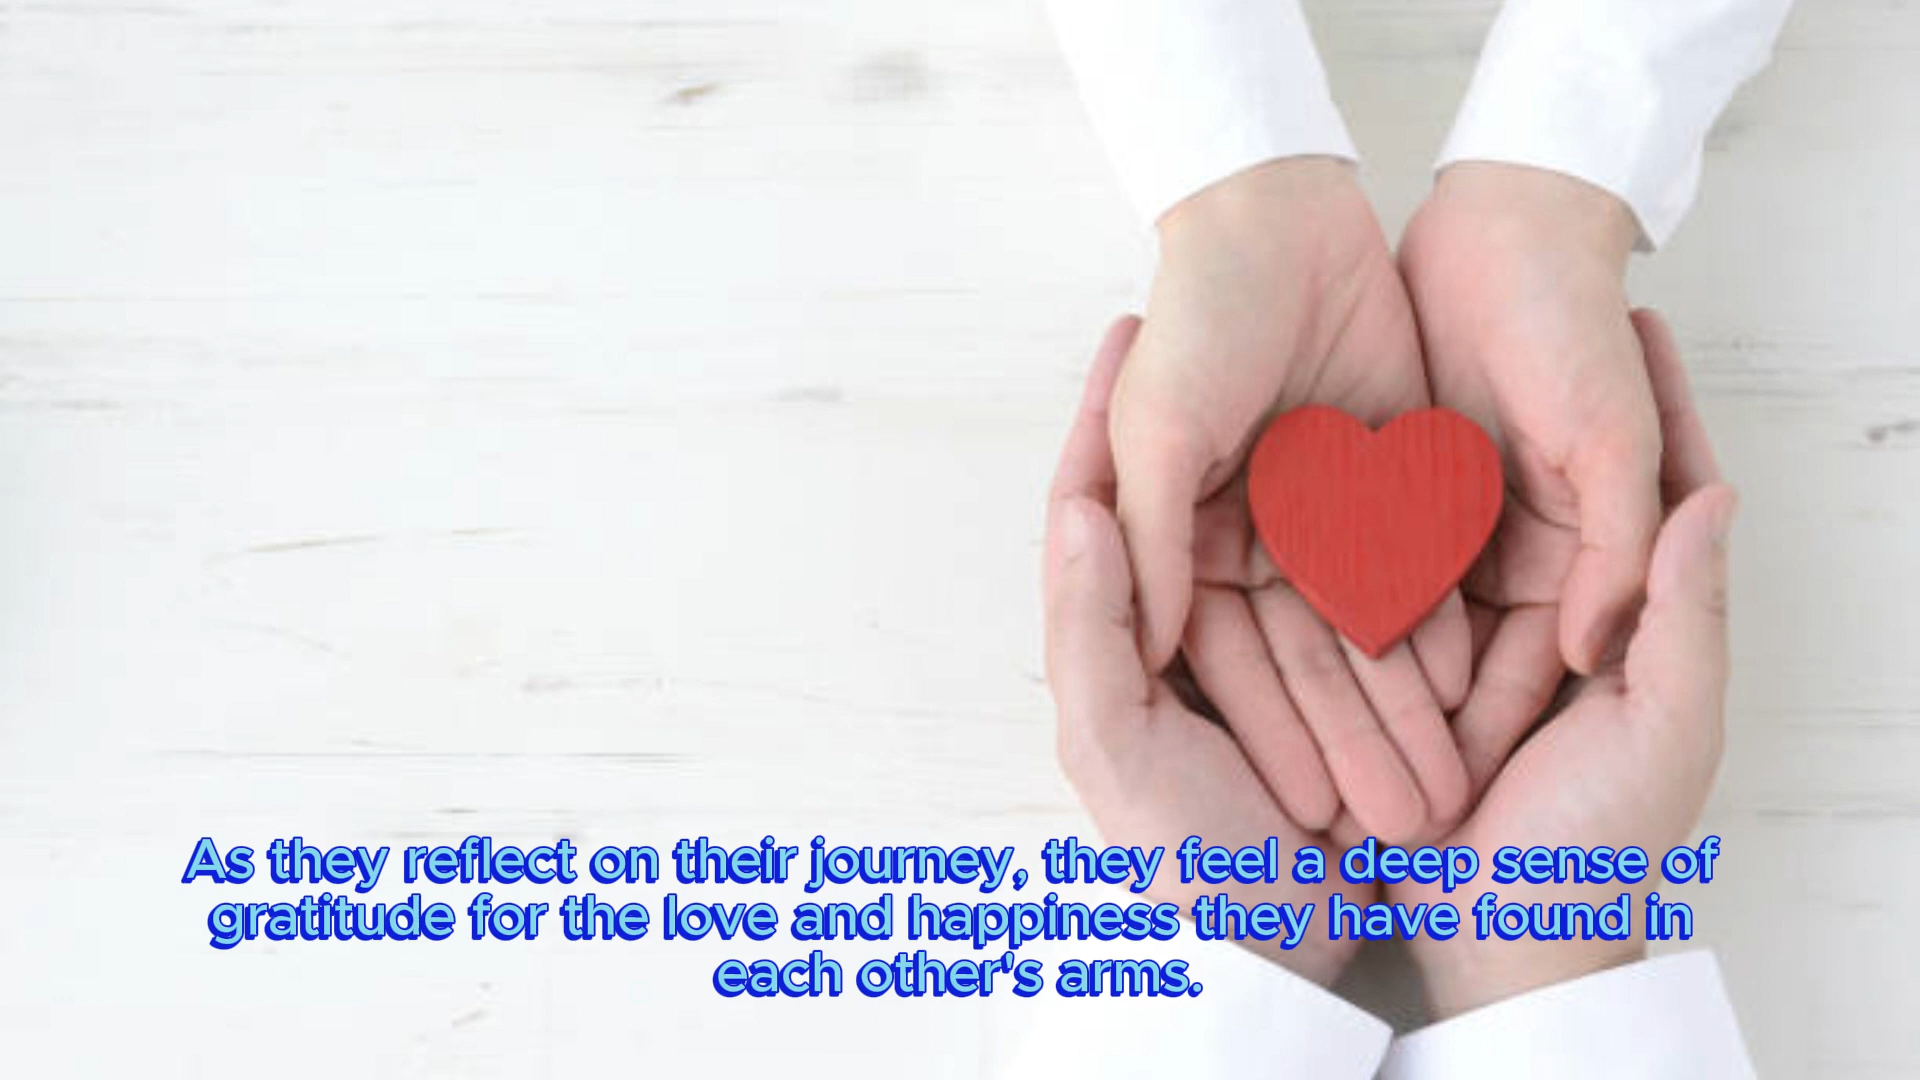 As they reflect on their journey, they feel a deep sense of
gratitude for the love and happiness they have found in
each other's arms.